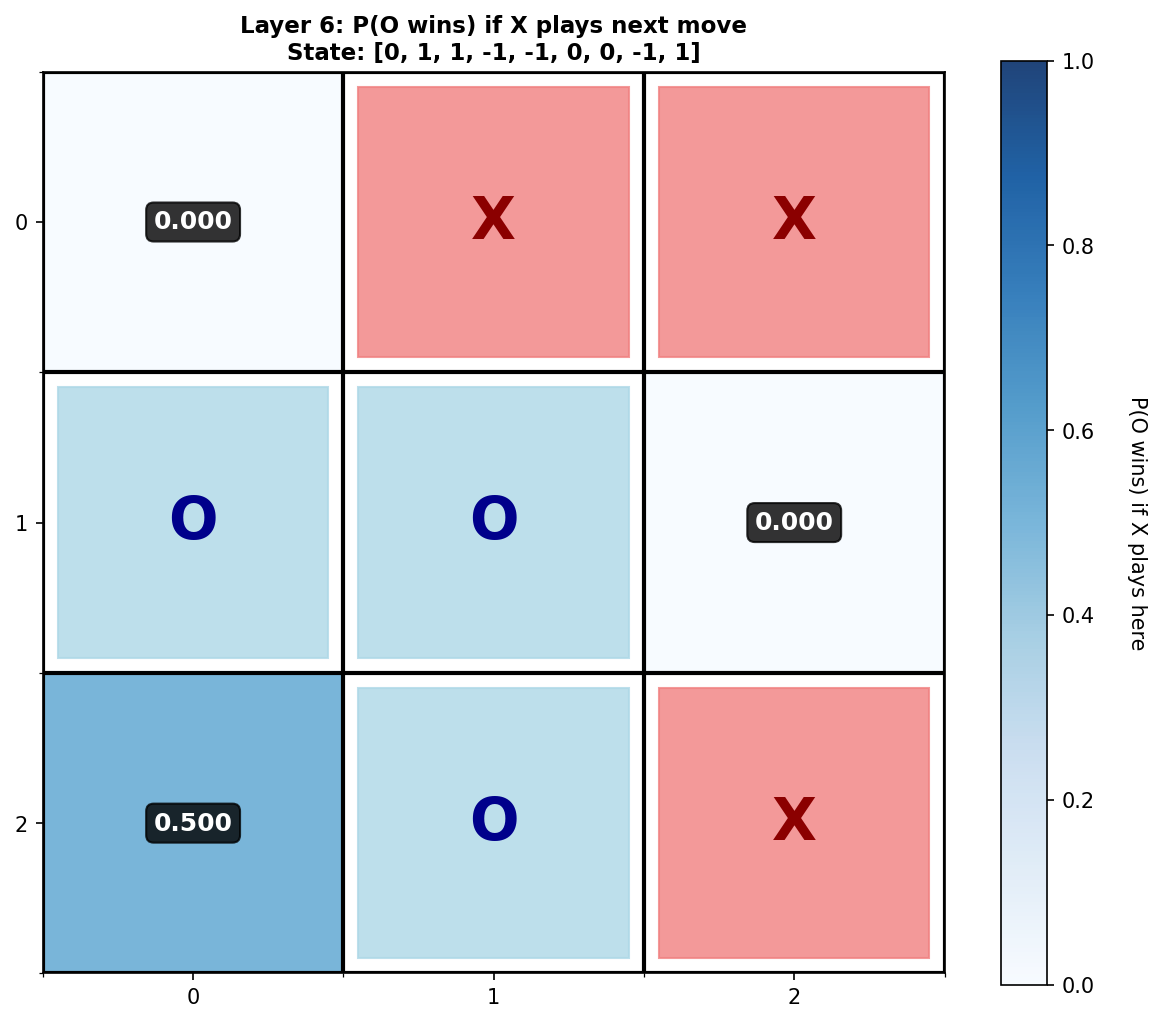 Layer 6: P(O wins) if X plays next move
State: [0, 1, 1, -1, -1, 0, 0, -1, 1]
0
0.000
X
X
1
O
O
0.000
2
0.500
O
X
0
1
2
1.0
0.8
0.6
0.4
0.2
0.0
P(O wins) if X plays here